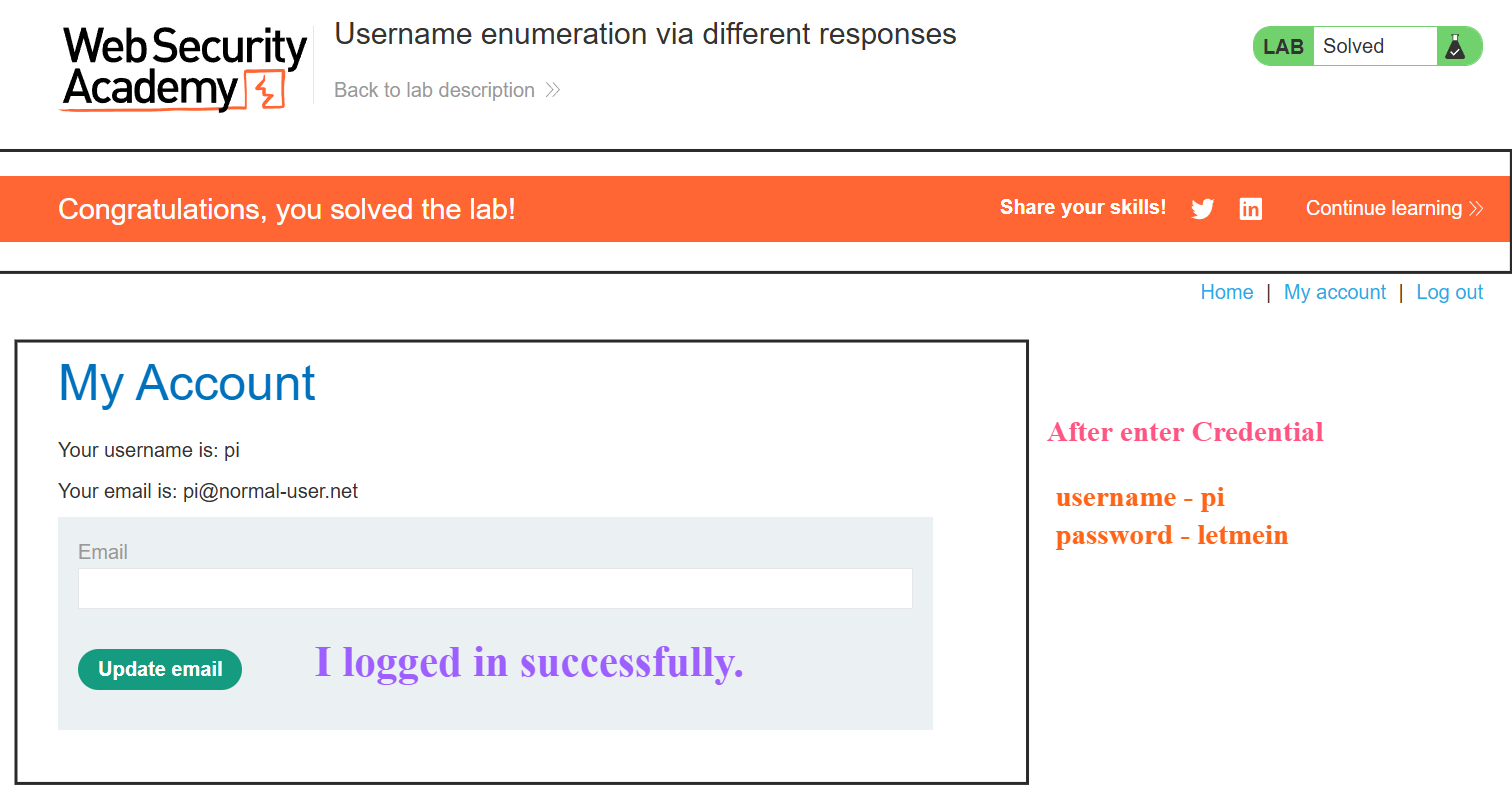 Web Security
Academy
Username enumeration via different responses
Back to lab description
LAB Solved
Congratulations, you solved the lab!
Share your skills!
in
Continue learning
Home | My account | Log out
My Account
Your username is: pi
Your email is: pi@normal-user.net
Email
Update email
I logged in successfully.
After enter Credential
username - pi
password - letmein